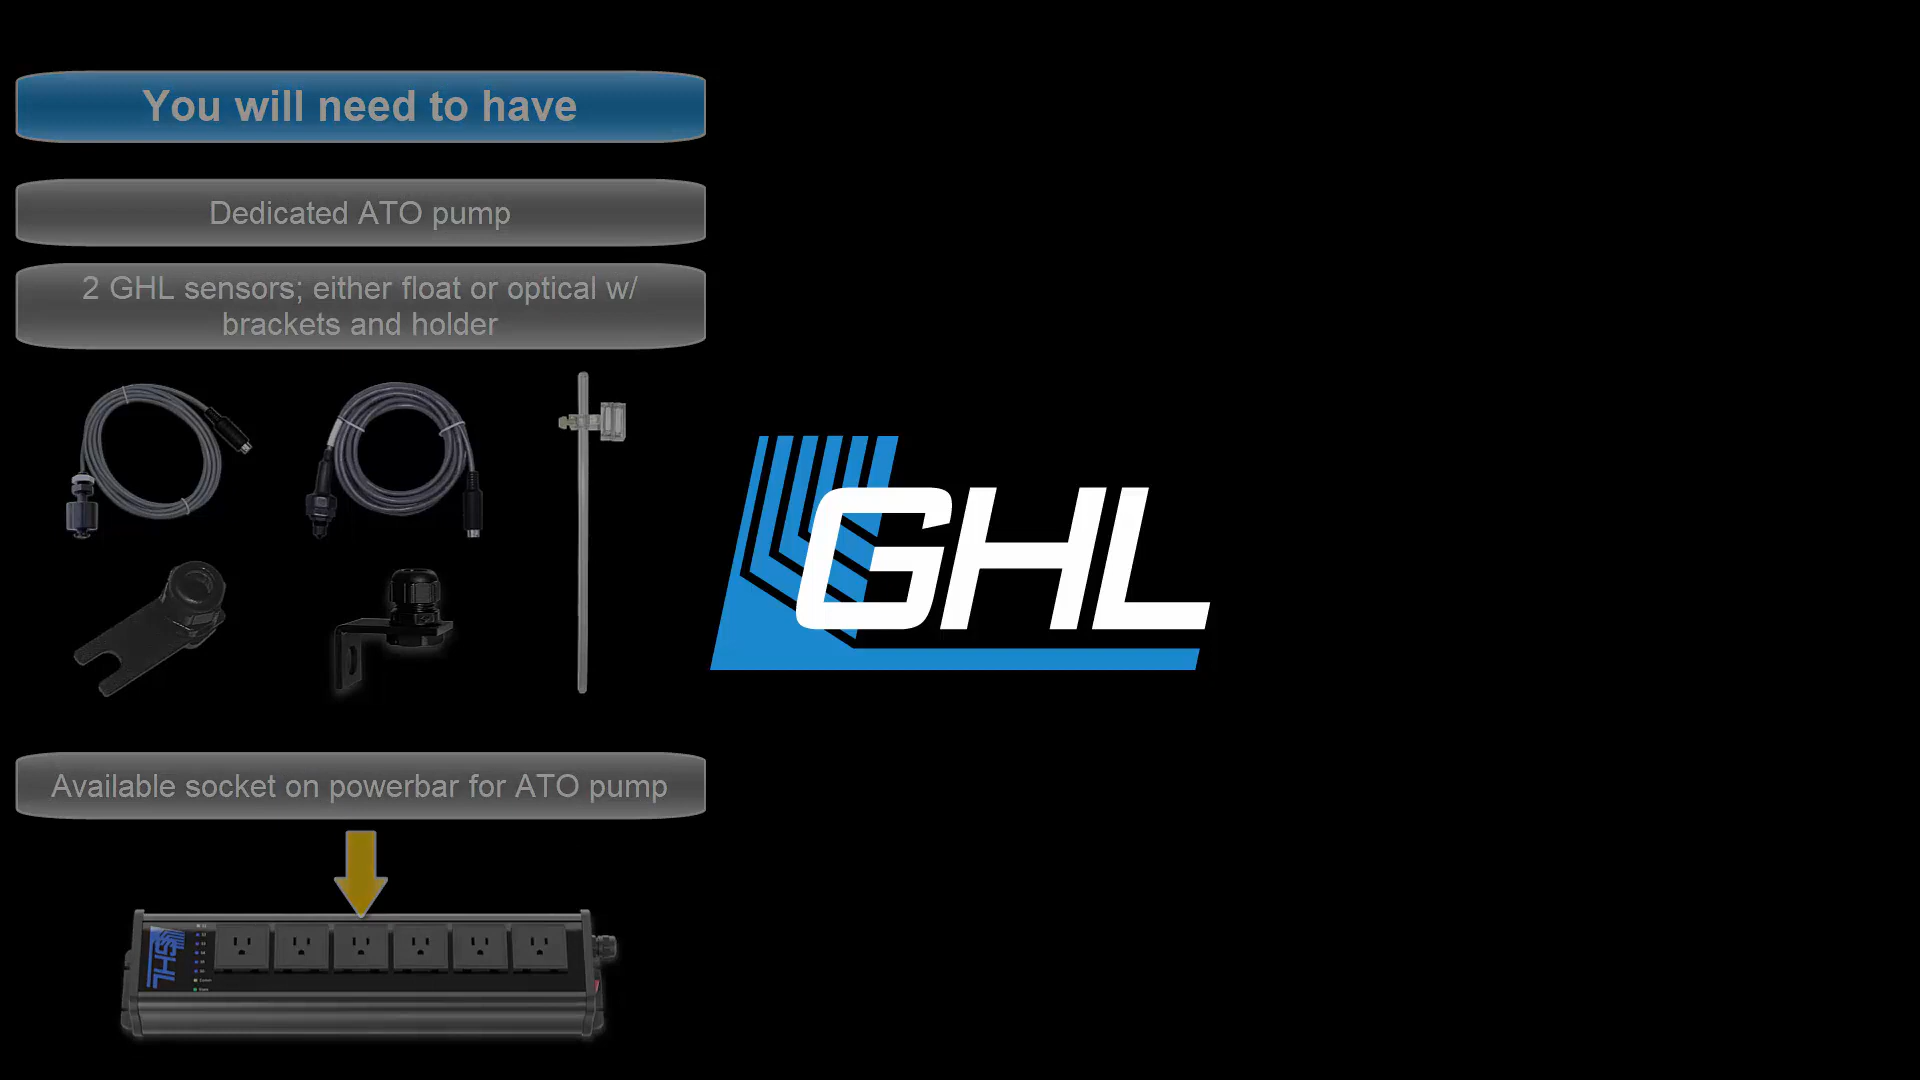 You will need to have
Dedicated ATO pump
2 GHL sensors; either float or optical w/
brackets and holder
GHL
Available socket on powerbar for ATO pump
GHL